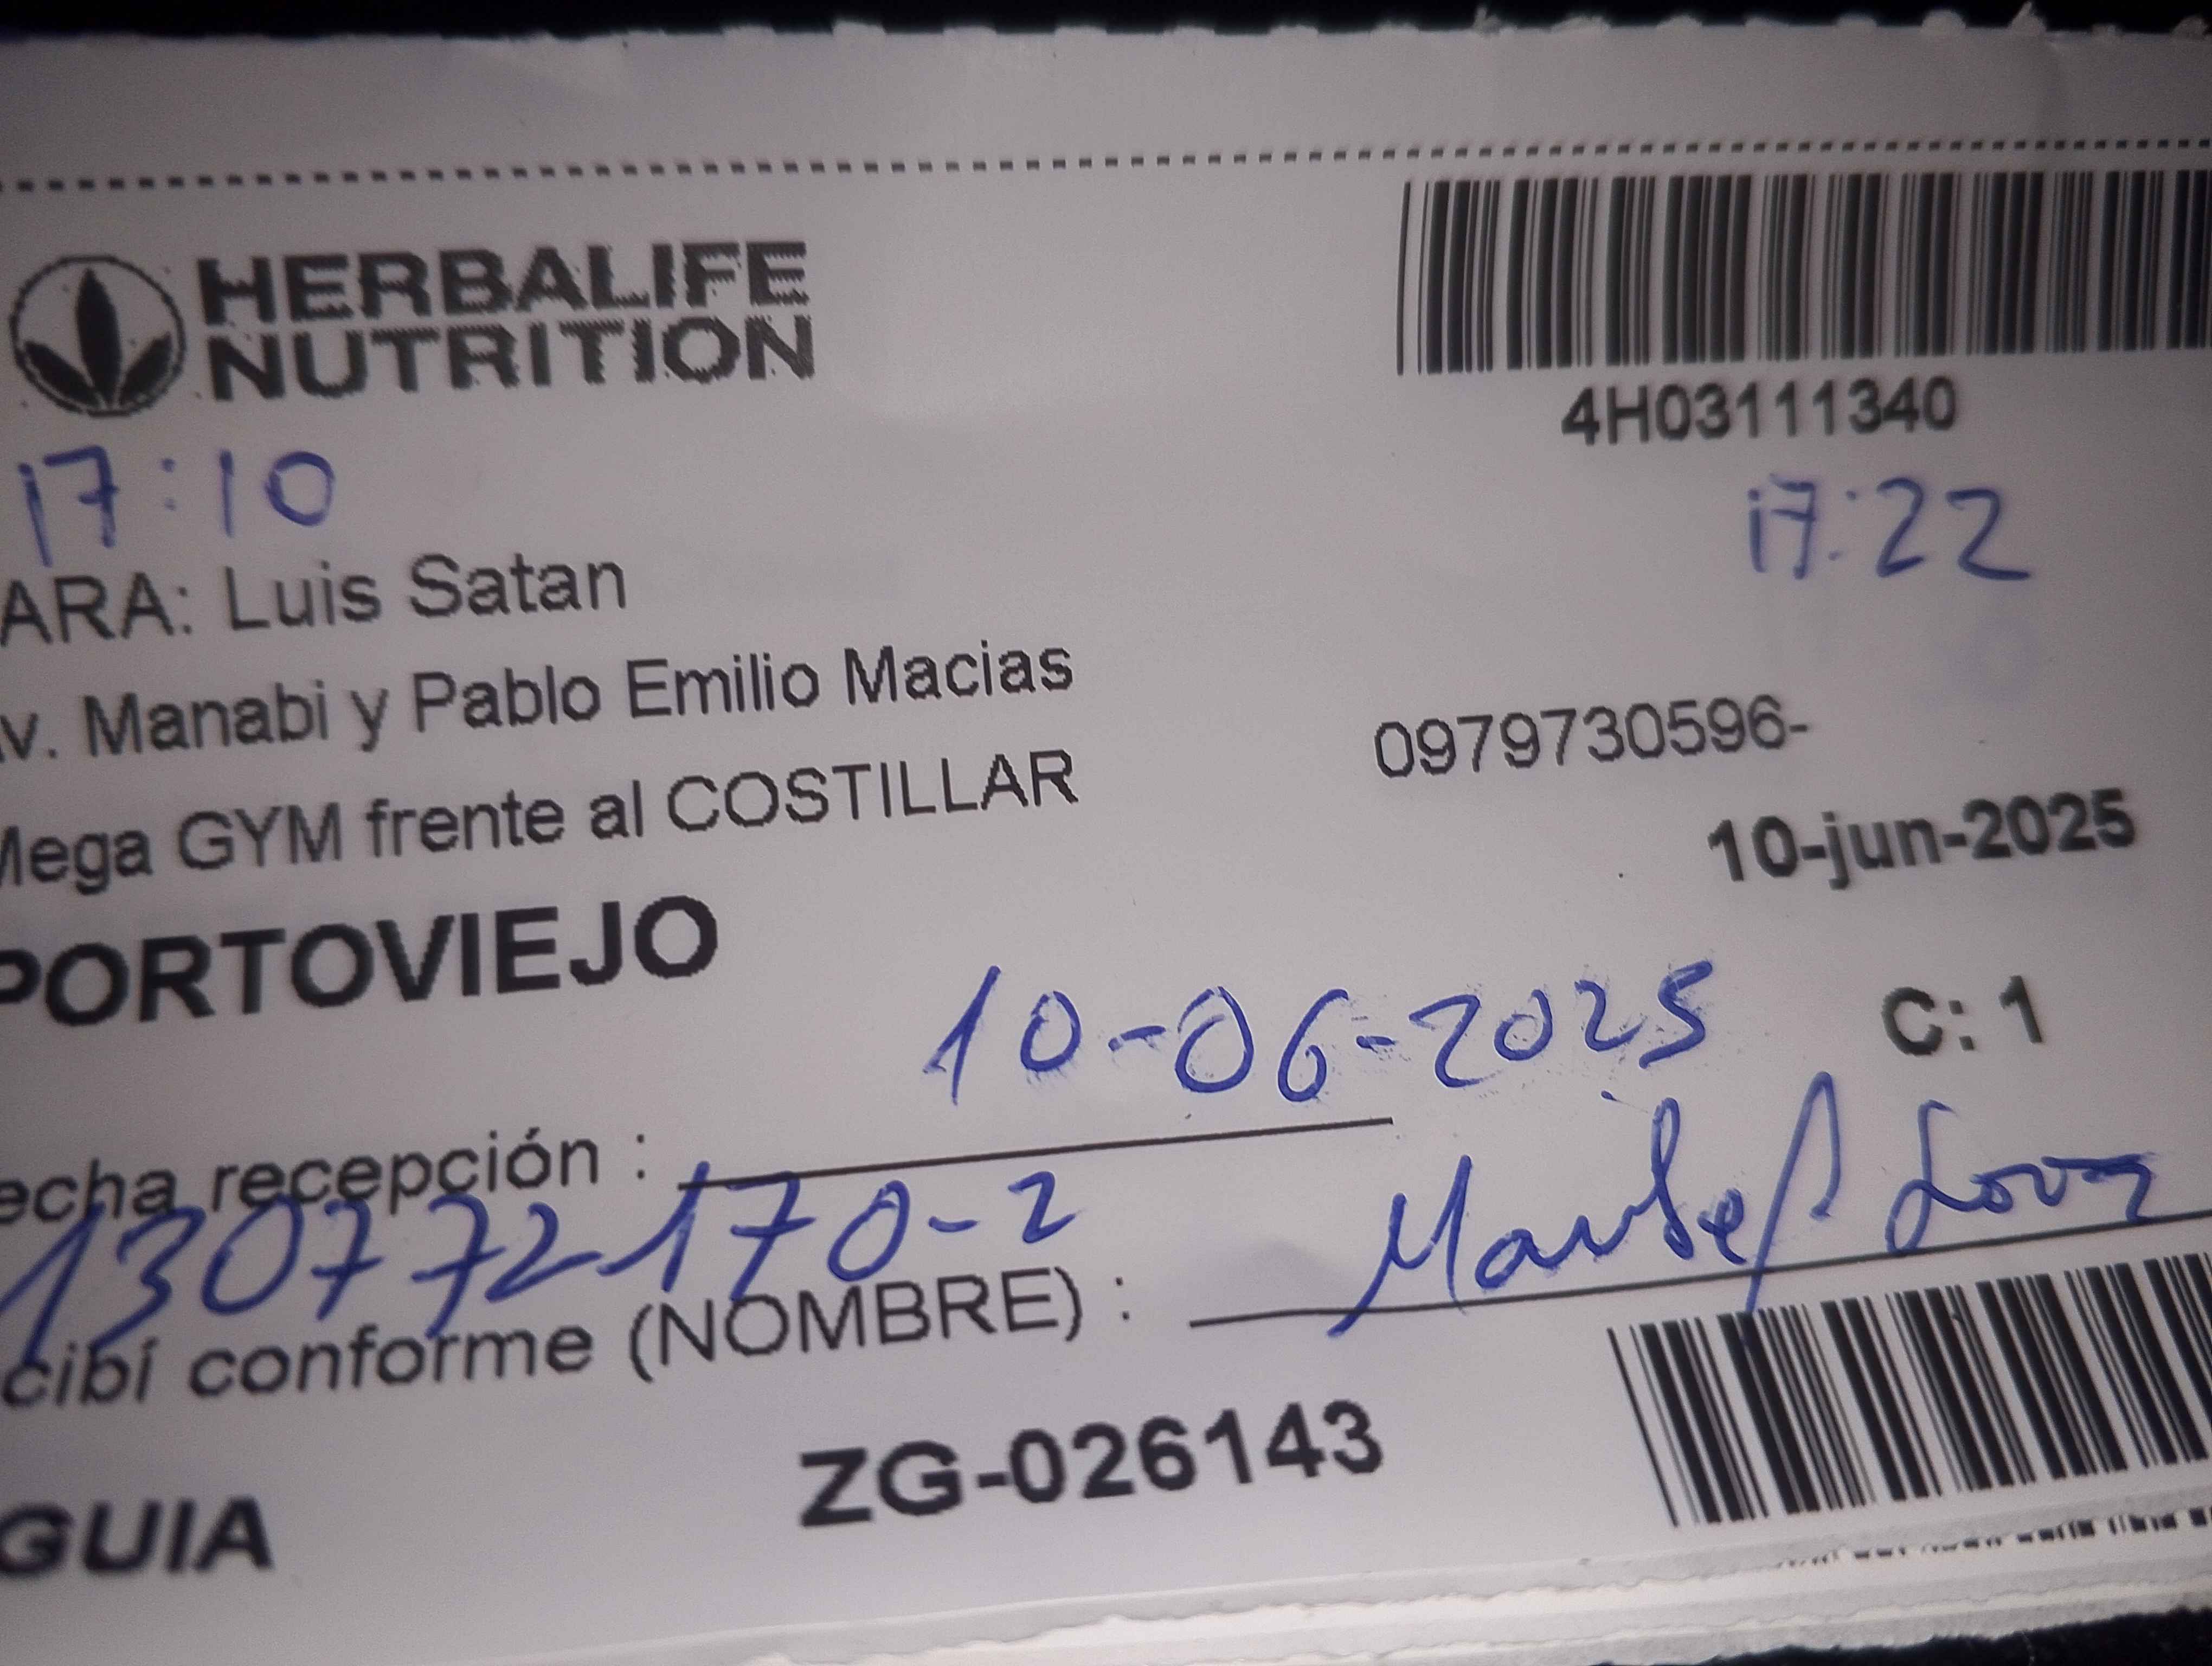 HERBALIFE
NUTRITION
4H03111340
17:10
17:22
ARA: Luis Satan
v. Manabi y Pablo Emilio Macias
0979730596-
Mega GYM frente al COSTILLAR
10-jun-2025
PORTOVIEJO
10-06-2025
C: 1
echa recepción :
130772170-2
cibí conforme (NOMBRE) :
ZG-026143
GUIA